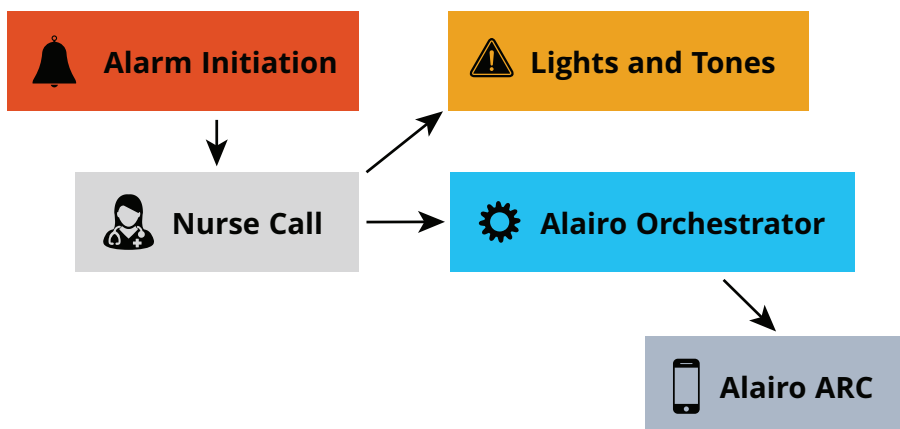 Alarm Initiation
Lights and Tones
Nurse Call
Alairo Orchestrator
Alairo ARC